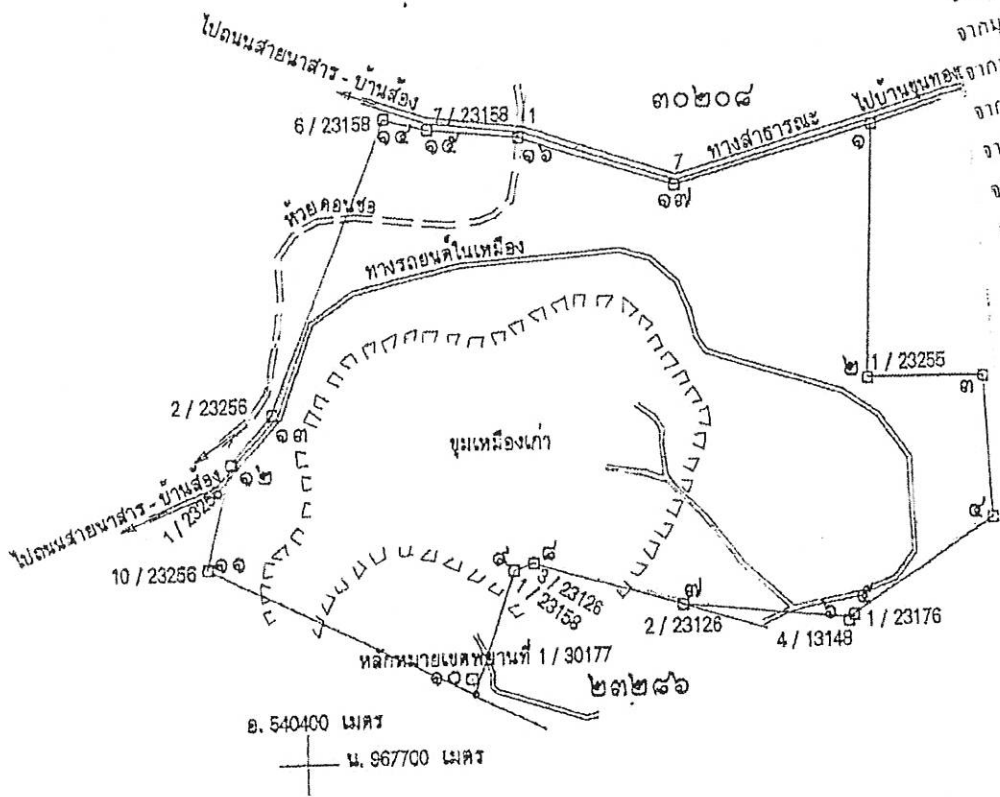 ไปถนนสายนาสาร - บ้านส้อง
จาก
๓๐๒๐๘
ไปบ้านขุนทอง
จาก
6 / 23158
7 / 23158
1
ทางสาธารณะ
๑๔
๑๕
๑๖
7
๑๗
๑
ห้วยคอนซอ
ทางรถยนต์ในเหมือง
๒
1 / 23255
๓
2 / 23256
๑๓
ขุมเหมืองเก่า
๑๒
ไปถนนสายนาสาร - บ้านส้อง
1 / 23256
๔
10 / 23256
๑๑
๙
๘
1 / 23158
3 / 23126
๗
2 / 23126
๖
๕
1 / 23176
4 / 13148
หลักหมายเขตพยานที่ 1 / 30177
๑๐
๒๓๒๘๖
อ. 540400 เมตร
น. 967700 เมตร